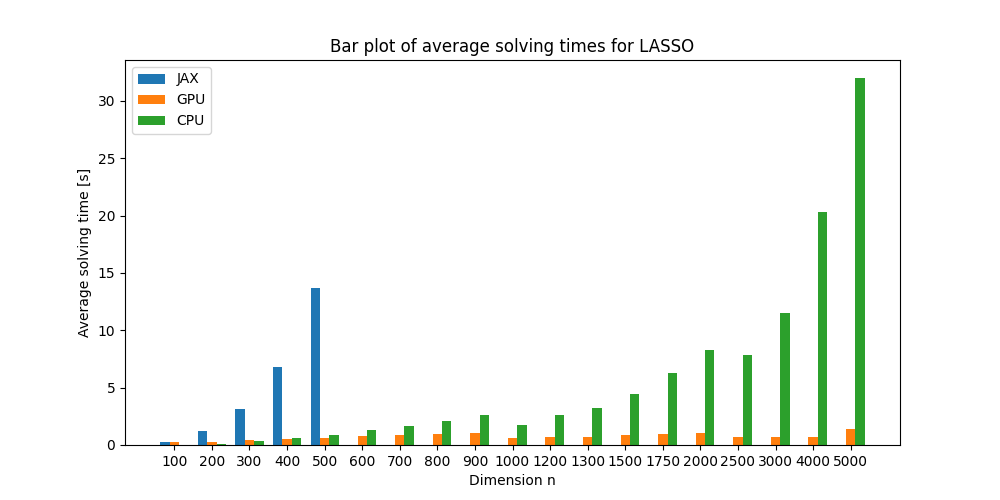 Bar plot of average solving times for LASSO
JAX
GPU
CPU
Average solving time [s]
30
25
20
15
10
5
0
100 200 300 400 500 600 700 800 900 1000 1200 1300 1500 1750 2000 2500 3000 4000 5000
Dimension n